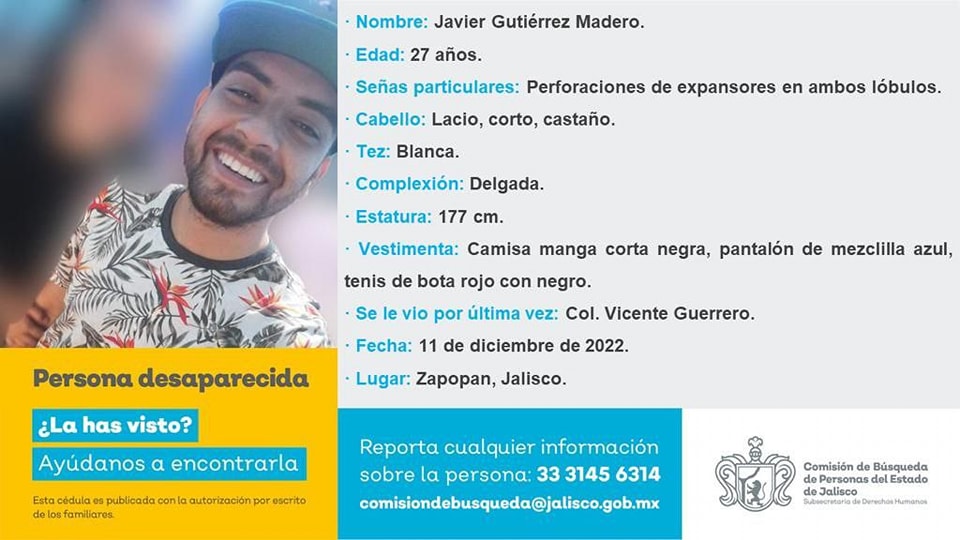 · Nombre: Javier Gutiérrez Madero.
· Edad: 27 años.
· Señas particulares: Perforaciones de expansores en ambos lóbulos.
· Cabello: Lacio, corto, castaño.
· Tez: Blanca.
· Complexión: Delgada.
· Estatura: 177 cm.
· Vestimenta: Camisa manga corta negra, pantalón de mezclilla azul,
tenis de bota rojo con negro.
· Se le vio por última vez: Col. Vicente Guerrero.
· Fecha: 11 de diciembre de 2022.
· Lugar: Zapopan, Jalisco.
Persona desaparecida
¿La has visto?
Ayúdanos a encontrarla
Esta cédula es publicada con la autorización por escrito
de los familiares.
Reporta cualquier información
sobre la persona: 33 3145 6314
comisiondebusqueda@jalisco.gob.mx
Comisión de Búsqueda
de Personas del Estado
de Jalisco
Subsecretaría de Derechos Humanos